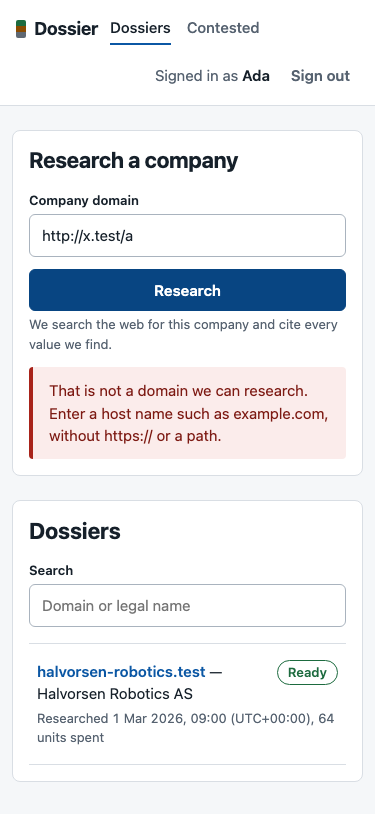 Dossier Dossiers Contested
Signed in as Ada Sign out
Research a company
Company domain
http://x.test/a
Research
We search the web for this company and cite every
value we find.
That is not a domain we can research.
Enter a host name such as example.com,
without https:// or a path.
Dossiers
Search
Domain or legal name
halvorsen-robotics.test — Ready
Halvorsen Robotics AS
Researched 1 Mar 2026, 09:00 (UTC+00:00), 64
units spent